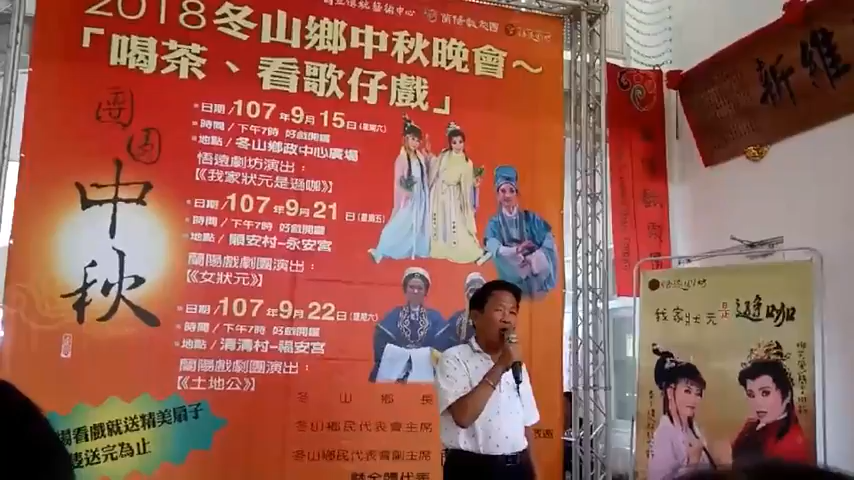 2018冬山鄉中秋晚會～
「喝茶、看歌仔戲」
團圓
中秋
日期/107年9月15日(星期六)
時間/下午7時 好戲開鑼
地點/冬山鄉政中心廣場
悟遠劇坊演出：
《我家狀元是遜咖》
日期/107年9月21日(星期五)
時間/下午7時 好戲開鑼
地點/順安村-永安宮
蘭陽戲劇團演出：
《女狀元》
日期/107年9月22日(星期六)
時間/下午7時 好戲開鑼
地點/清溝村-福安宮
蘭陽戲劇團演出：
《土地公》
冬山鄉長
冬山鄉民代表會主席
冬山鄉民代表會副主席
場看戲就送精美扇子
送完為止
維新
我家狀元是遜咖